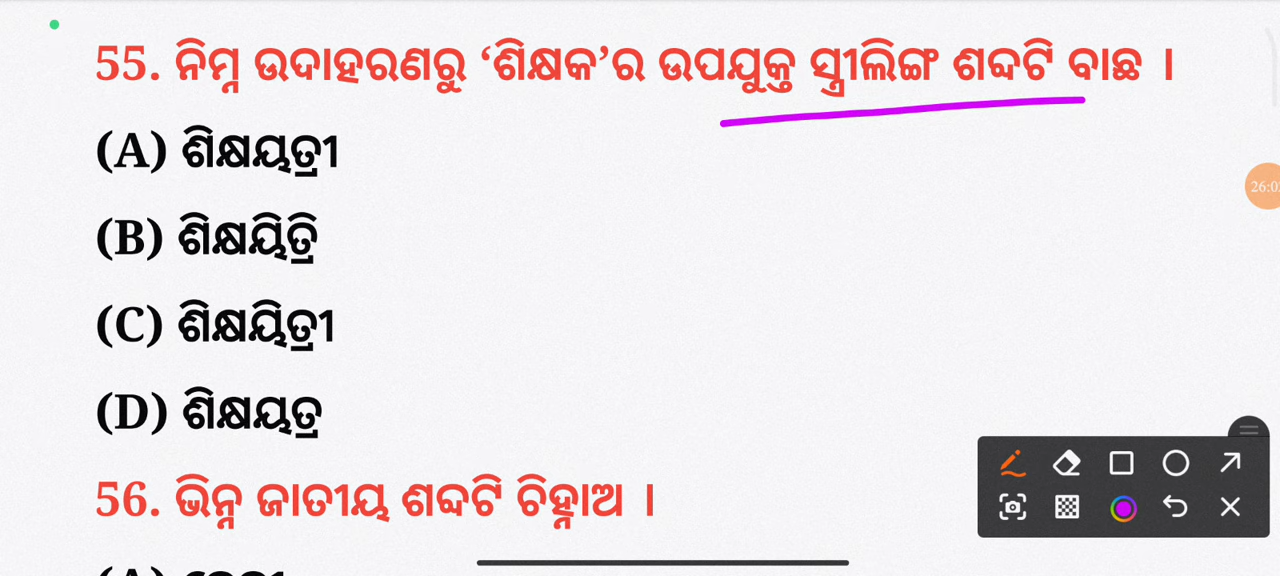 55. ନିମ୍ନ ଉଦାହରଣରୁ ‘ଶିକ୍ଷକ’ର ଉପଯୁକ୍ତ ସ୍ତ୍ରୀଲିଙ୍ଗ ଶବ୍ଦଟି ବାଛ ।
(A) ଶିକ୍ଷୟତ୍ରୀ
(B) ଶିକ୍ଷୟିତ୍ରି
(C) ଶିକ୍ଷୟିତ୍ରୀ
(D) ଶିକ୍ଷୟତ୍ର
56. ଭିନ୍ନ ଜାତୀୟ ଶବ୍ଦଟି ଚିହ୍ନାଅ ।